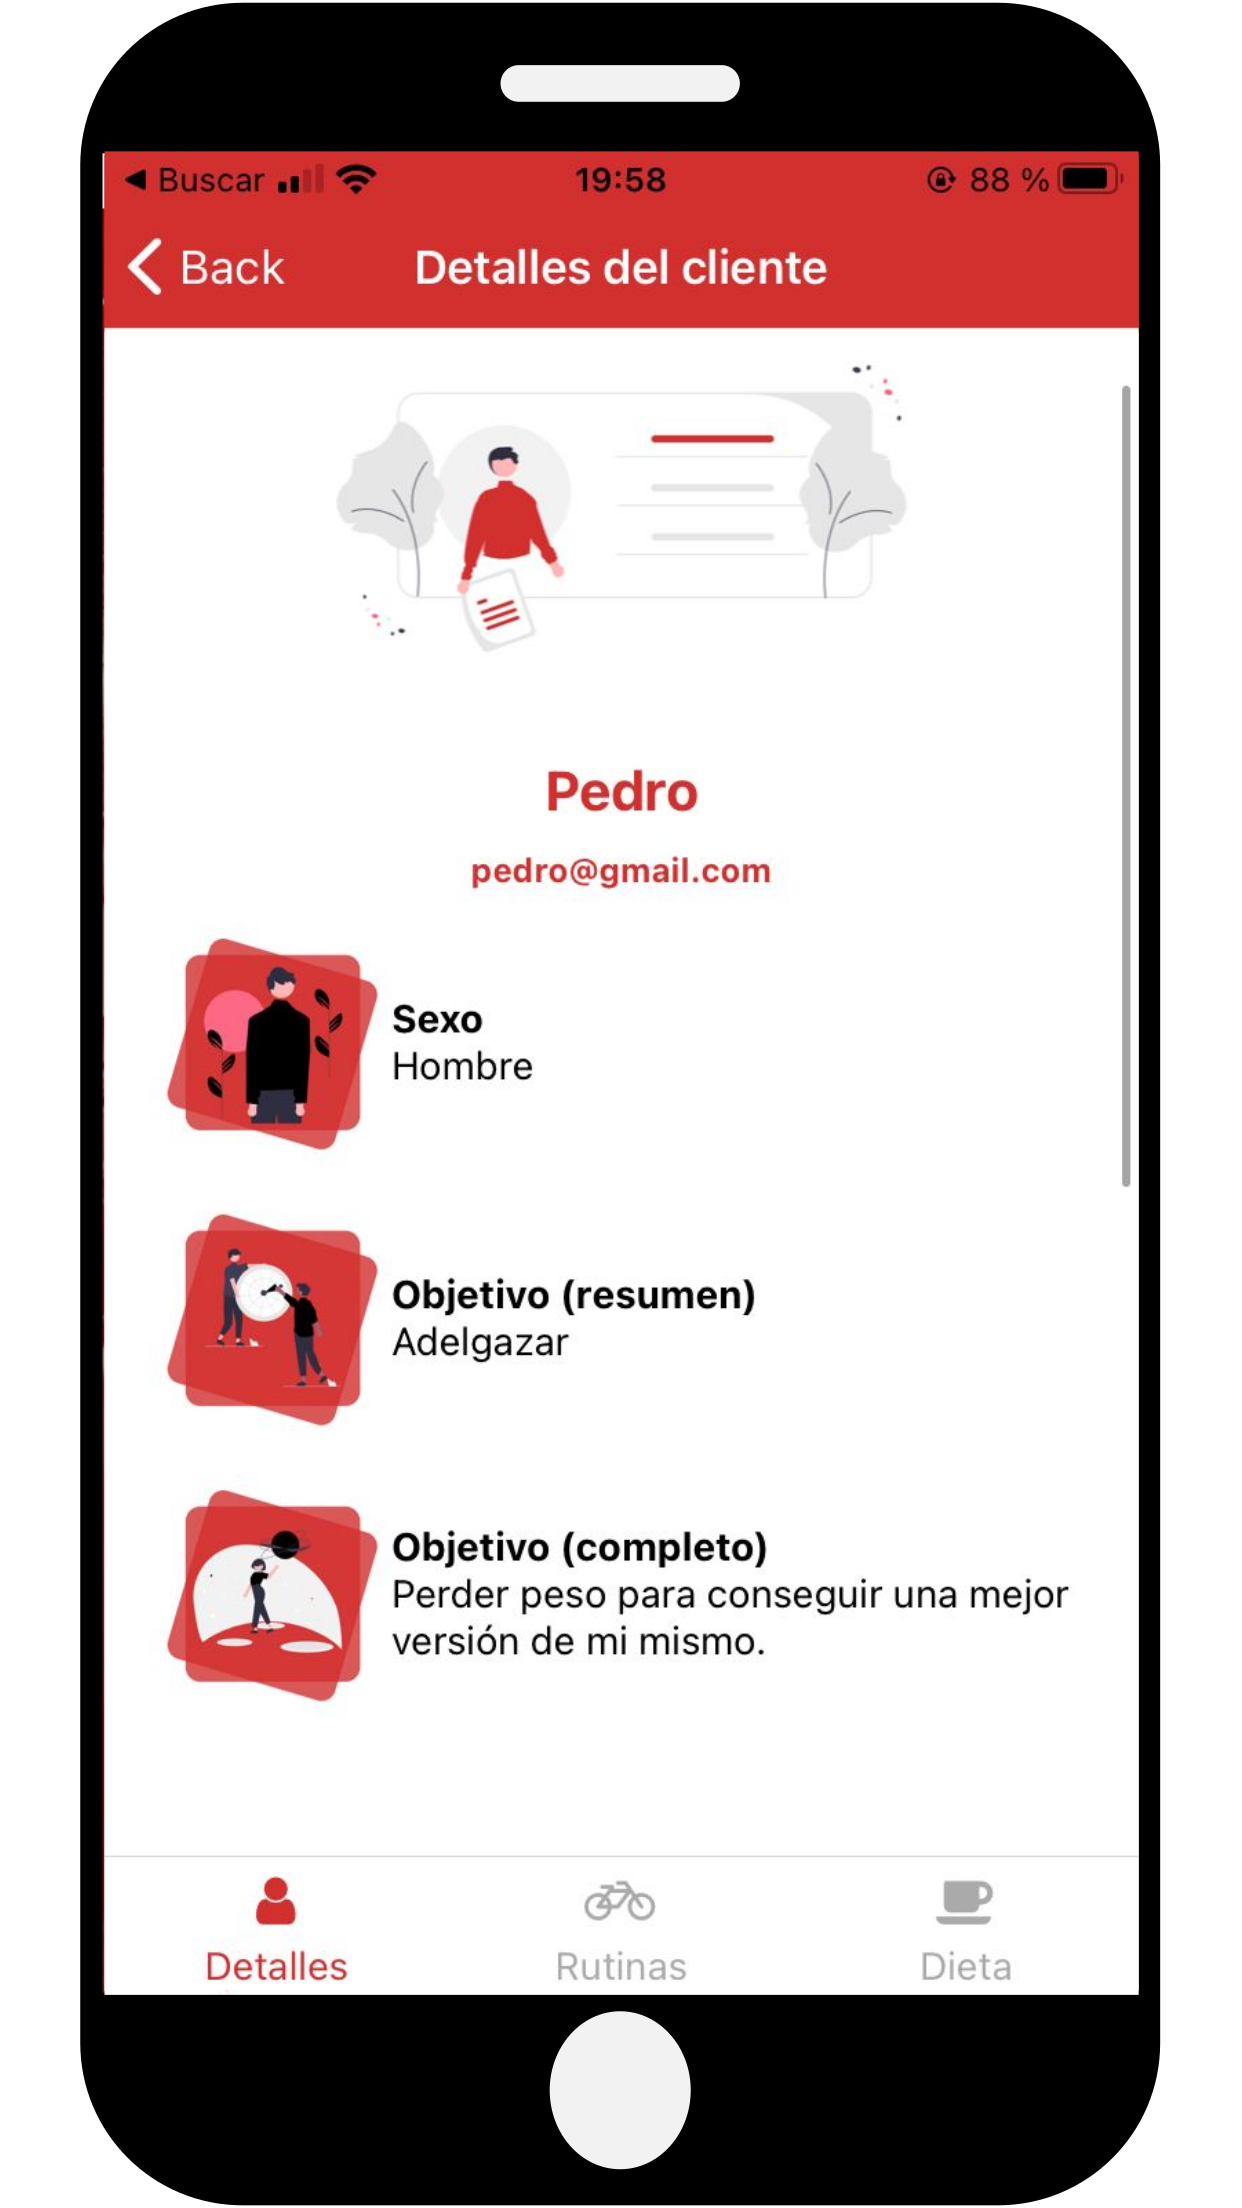 Buscar 19:58 88 %
Back Detalles del cliente
Pedro
pedro@gmail.com
Sexo
Hombre
Objetivo (resumen)
Adelgazar
Objetivo (completo)
Perder peso para conseguir una mejor
versión de mi mismo.
Detalles Rutinas Dieta